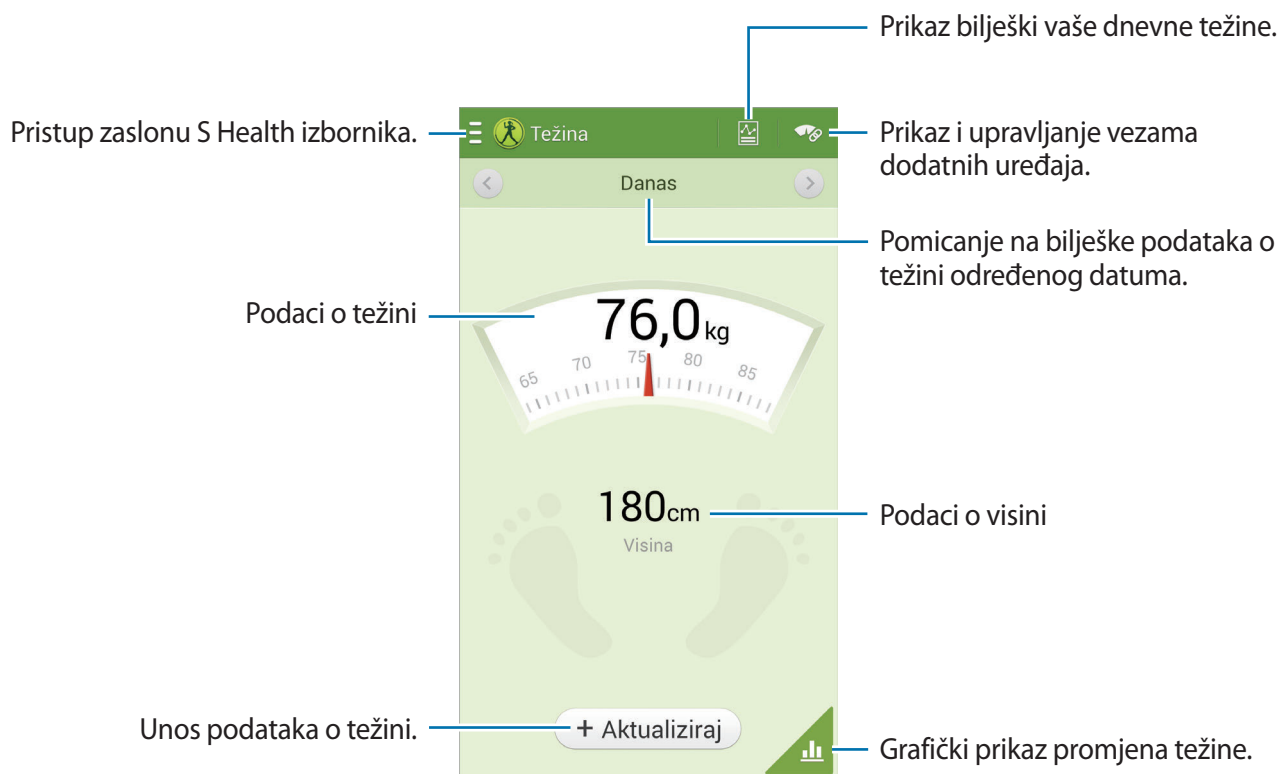 Prikaz bilješki vaše dnevne težine.
Pristup zaslonu S Health izbornika.
Težina
Prikaz i upravljanje vezama
dodatnih uređaja.
Danas
Pomicanje na bilješke podataka o
težini određenog datuma.
Podaci o težini
76,0 kg
65 70 75 80 85
180cm
Podaci o visini
Visina
Unos podataka o težini.
+ Aktualiziraj
Grafički prikaz promjena težine.